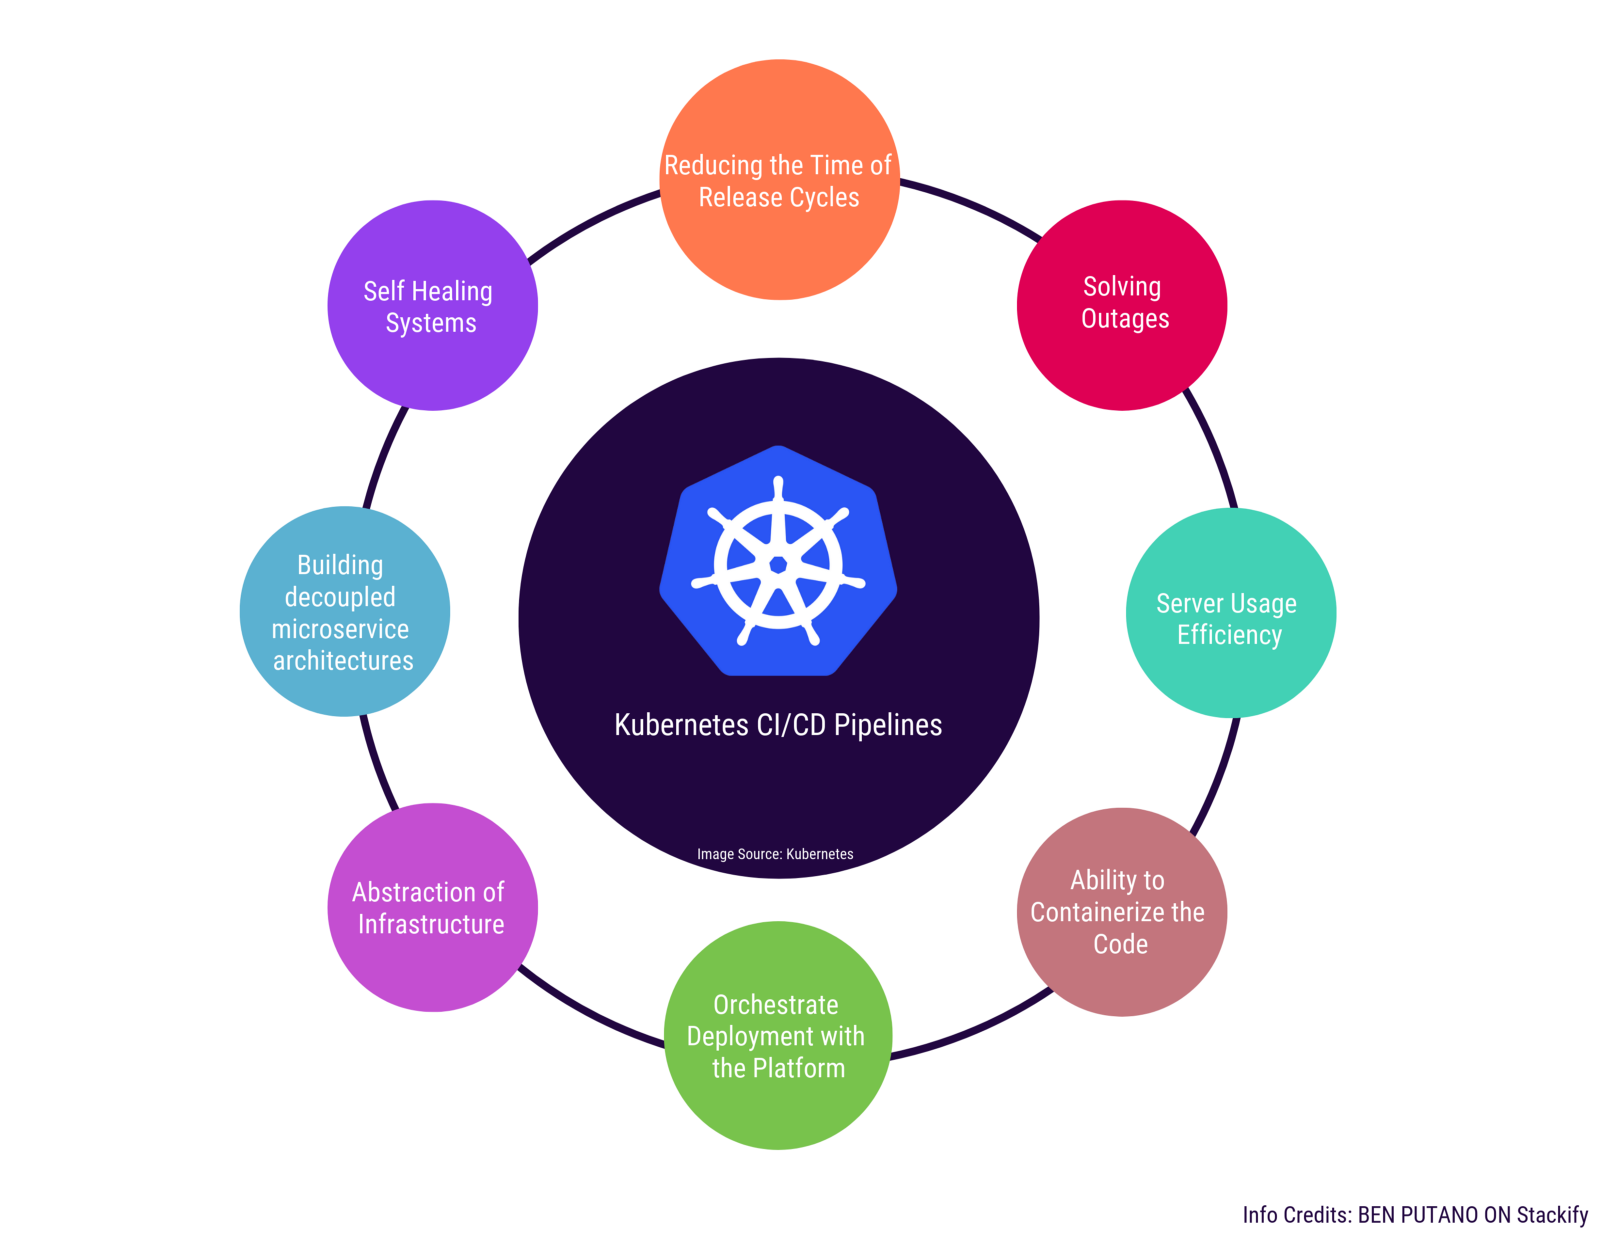 Reducing the Time of
Release Cycles
Solving
Outages
Server Usage
Efficiency
Ability to
Containerize the
Code
Orchestrate
Deployment with
the Platform
Abstraction of
Infrastructure
Building
decoupled
microservice
architectures
Self Healing
Systems
Kubernetes CI/CD Pipelines
Image Source: Kubernetes
Info Credits: BEN PUTANO ON Stackify